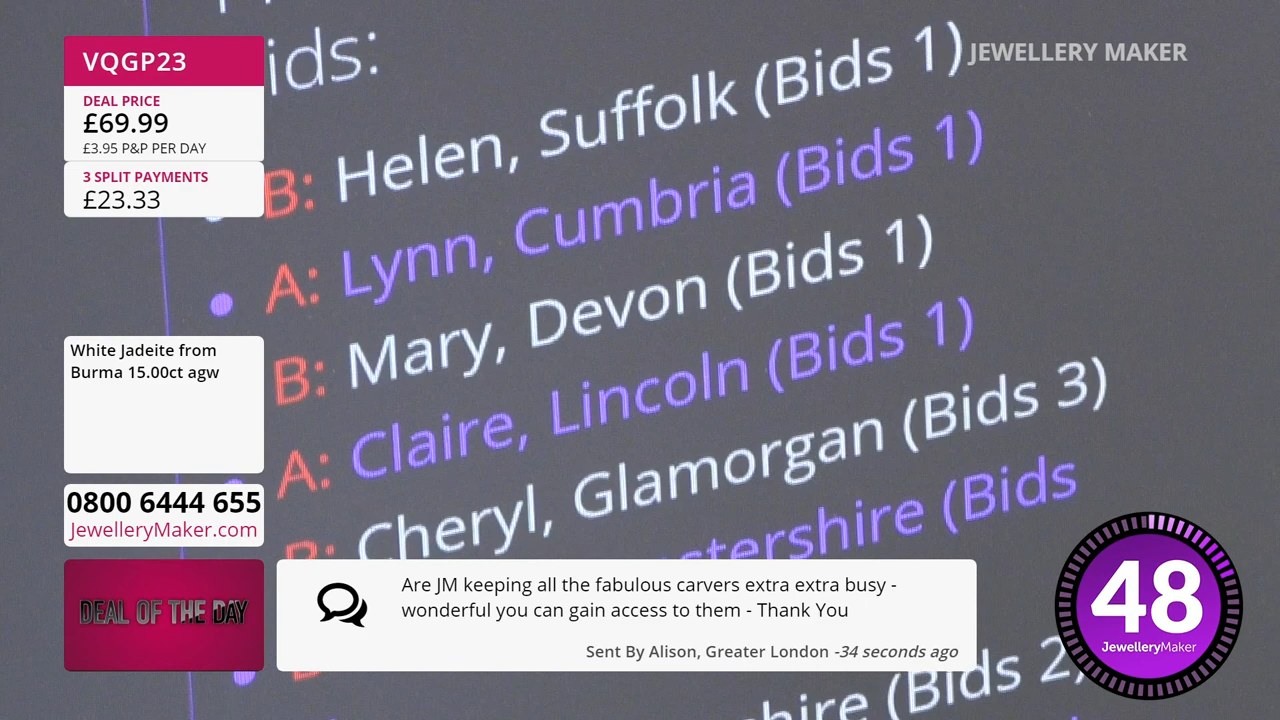 VQGP23
DEAL PRICE
£69.99
£3.95 P&P PER DAY
3 SPLIT PAYMENTS
£23.33
White Jadeite from
Burma 15.00ct agw
0800 6444 655
JewelleryMaker.com
DEAL OF THE DAY
JEWELLERY MAKER
ids:
B: Helen, Suffolk (Bids 1)
A: Lynn, Cumbria (Bids 1)
B: Mary, Devon (Bids 1)
A: Claire, Lincoln (Bids 1)
B: Cheryl, Glamorgan (Bids 3)
stershire (Bids
Are JM keeping all the fabulous carvers extra extra busy -
wonderful you can gain access to them - Thank You
Sent By Alison, Greater London -34 seconds ago
hire (Bids 2)
48
JewelleryMaker